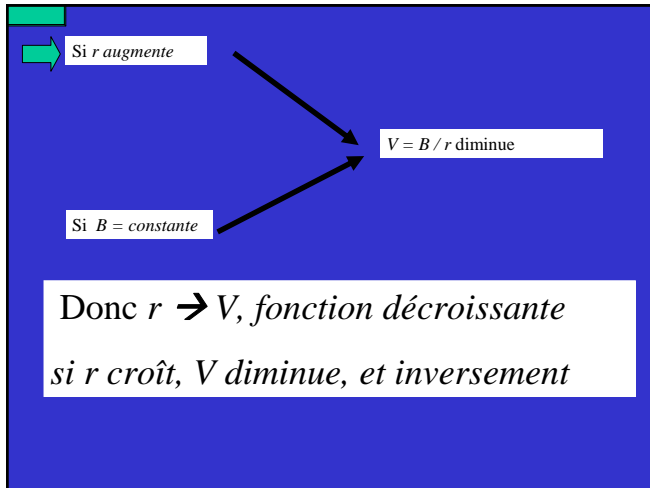 Si r augmente
V = B / r diminue
Si B = constante
Donc r → V, fonction décroissante
si r croît, V diminue, et inversement